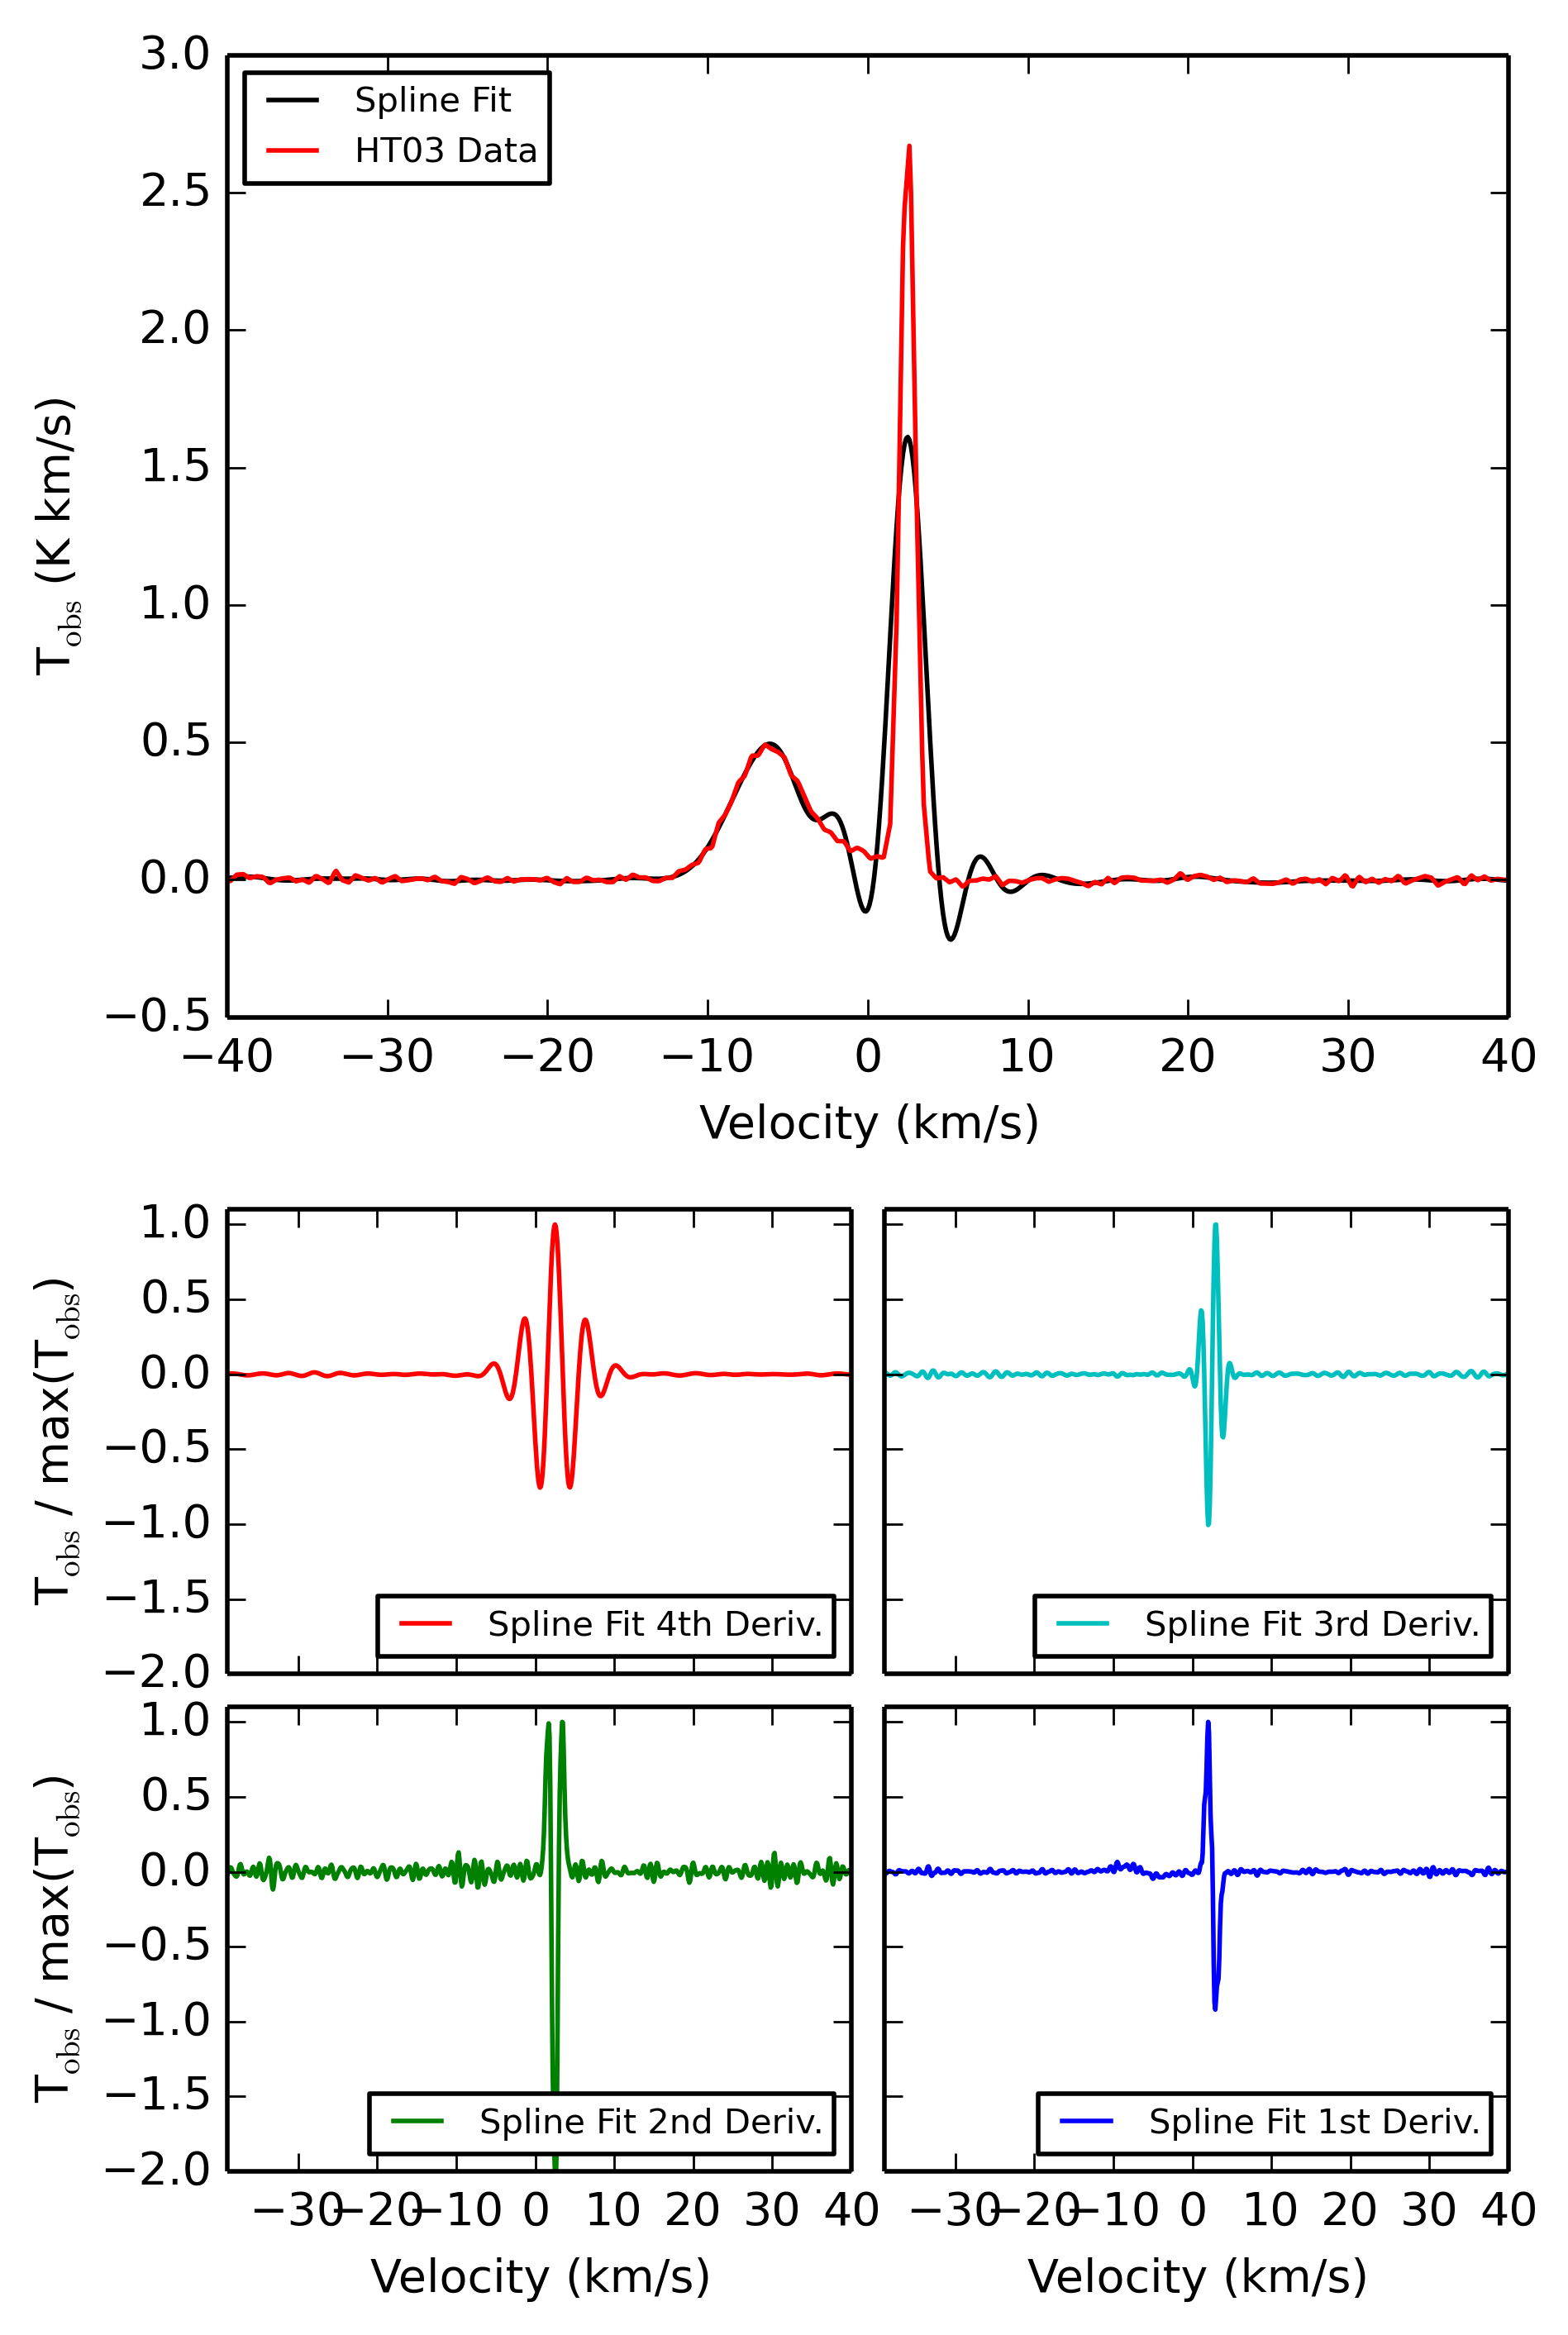 3.0
Spline Fit
HT03 Data
2.5
2.0
1.5
1.0
0.5
0.0
−0.5
T_obs (K km/s)
−40 −30 −20 −10 0 10 20 30 40
Velocity (km/s)
1.0
0.5
0.0
−0.5
−1.0
−1.5
−2.0
T_obs / max(T_obs)
Spline Fit 4th Deriv.
Spline Fit 3rd Deriv.
1.0
0.5
0.0
−0.5
−1.0
−1.5
−2.0
T_obs / max(T_obs)
Spline Fit 2nd Deriv.
Spline Fit 1st Deriv.
−30 −20 −10 0 10 20 30 40
−30 −20 −10 0 10 20 30 40
Velocity (km/s)
Velocity (km/s)